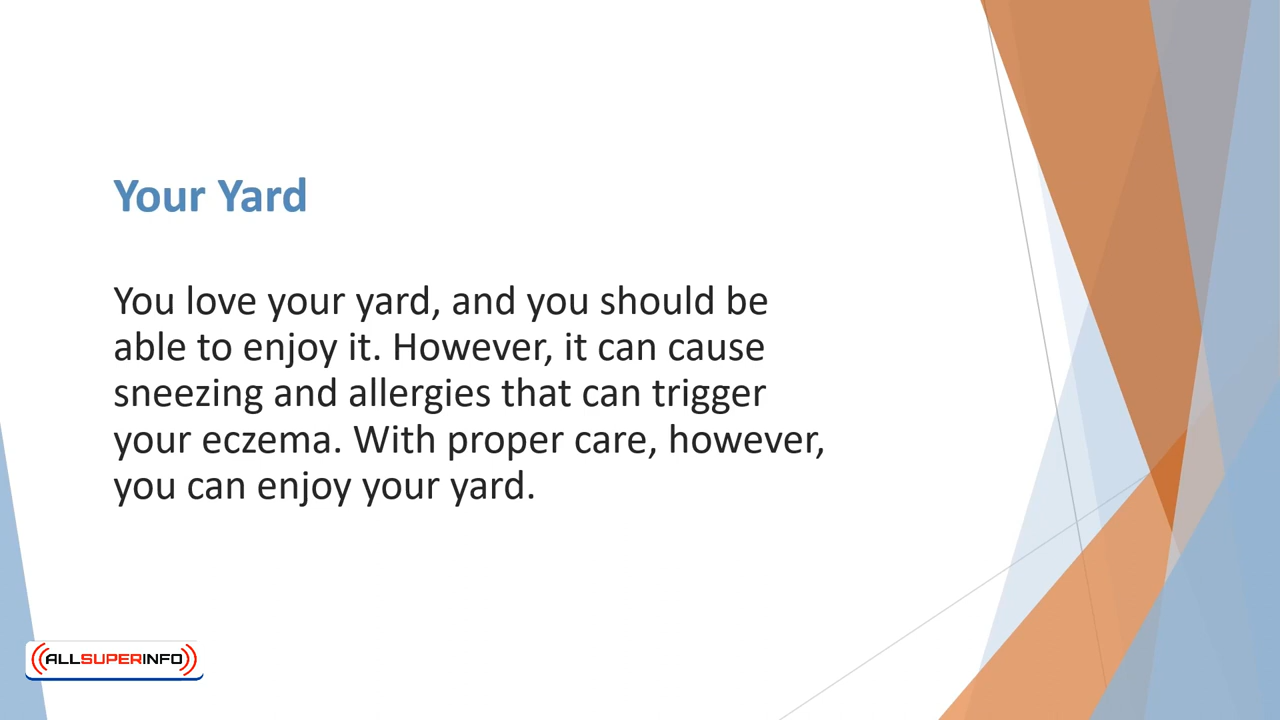 Your Yard
You love your yard, and you should be
able to enjoy it. However, it can cause
sneezing and allergies that can trigger
your eczema. With proper care, however,
you can enjoy your yard.
ALLSUPERINFO